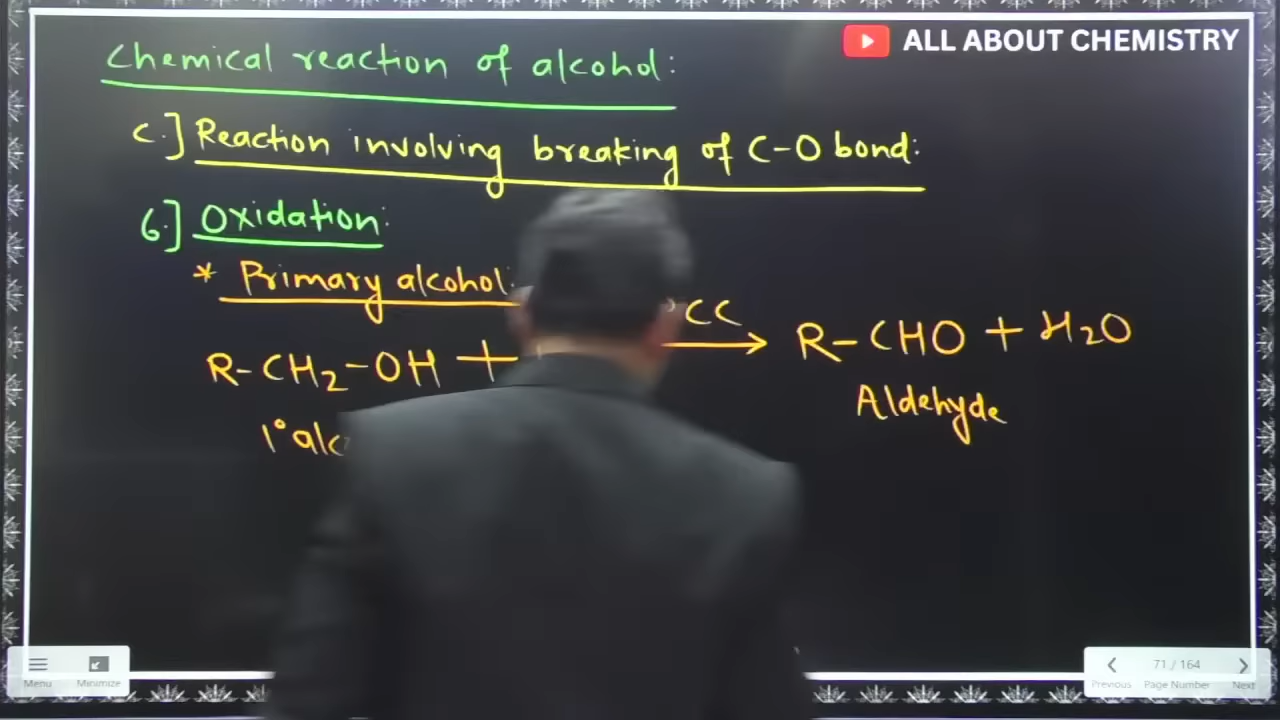 ALL ABOUT CHEMISTRY
Chemical reaction of alcohol:
C.] Reaction involving breaking of C-O bond:
6.] Oxidation:
* Primary alcohol:
R-CH₂-OH + CC → R-CHO + H₂O
1° alc
Aldehyde
Menu
Minimize
Previous
71 / 164
Page Number
Next